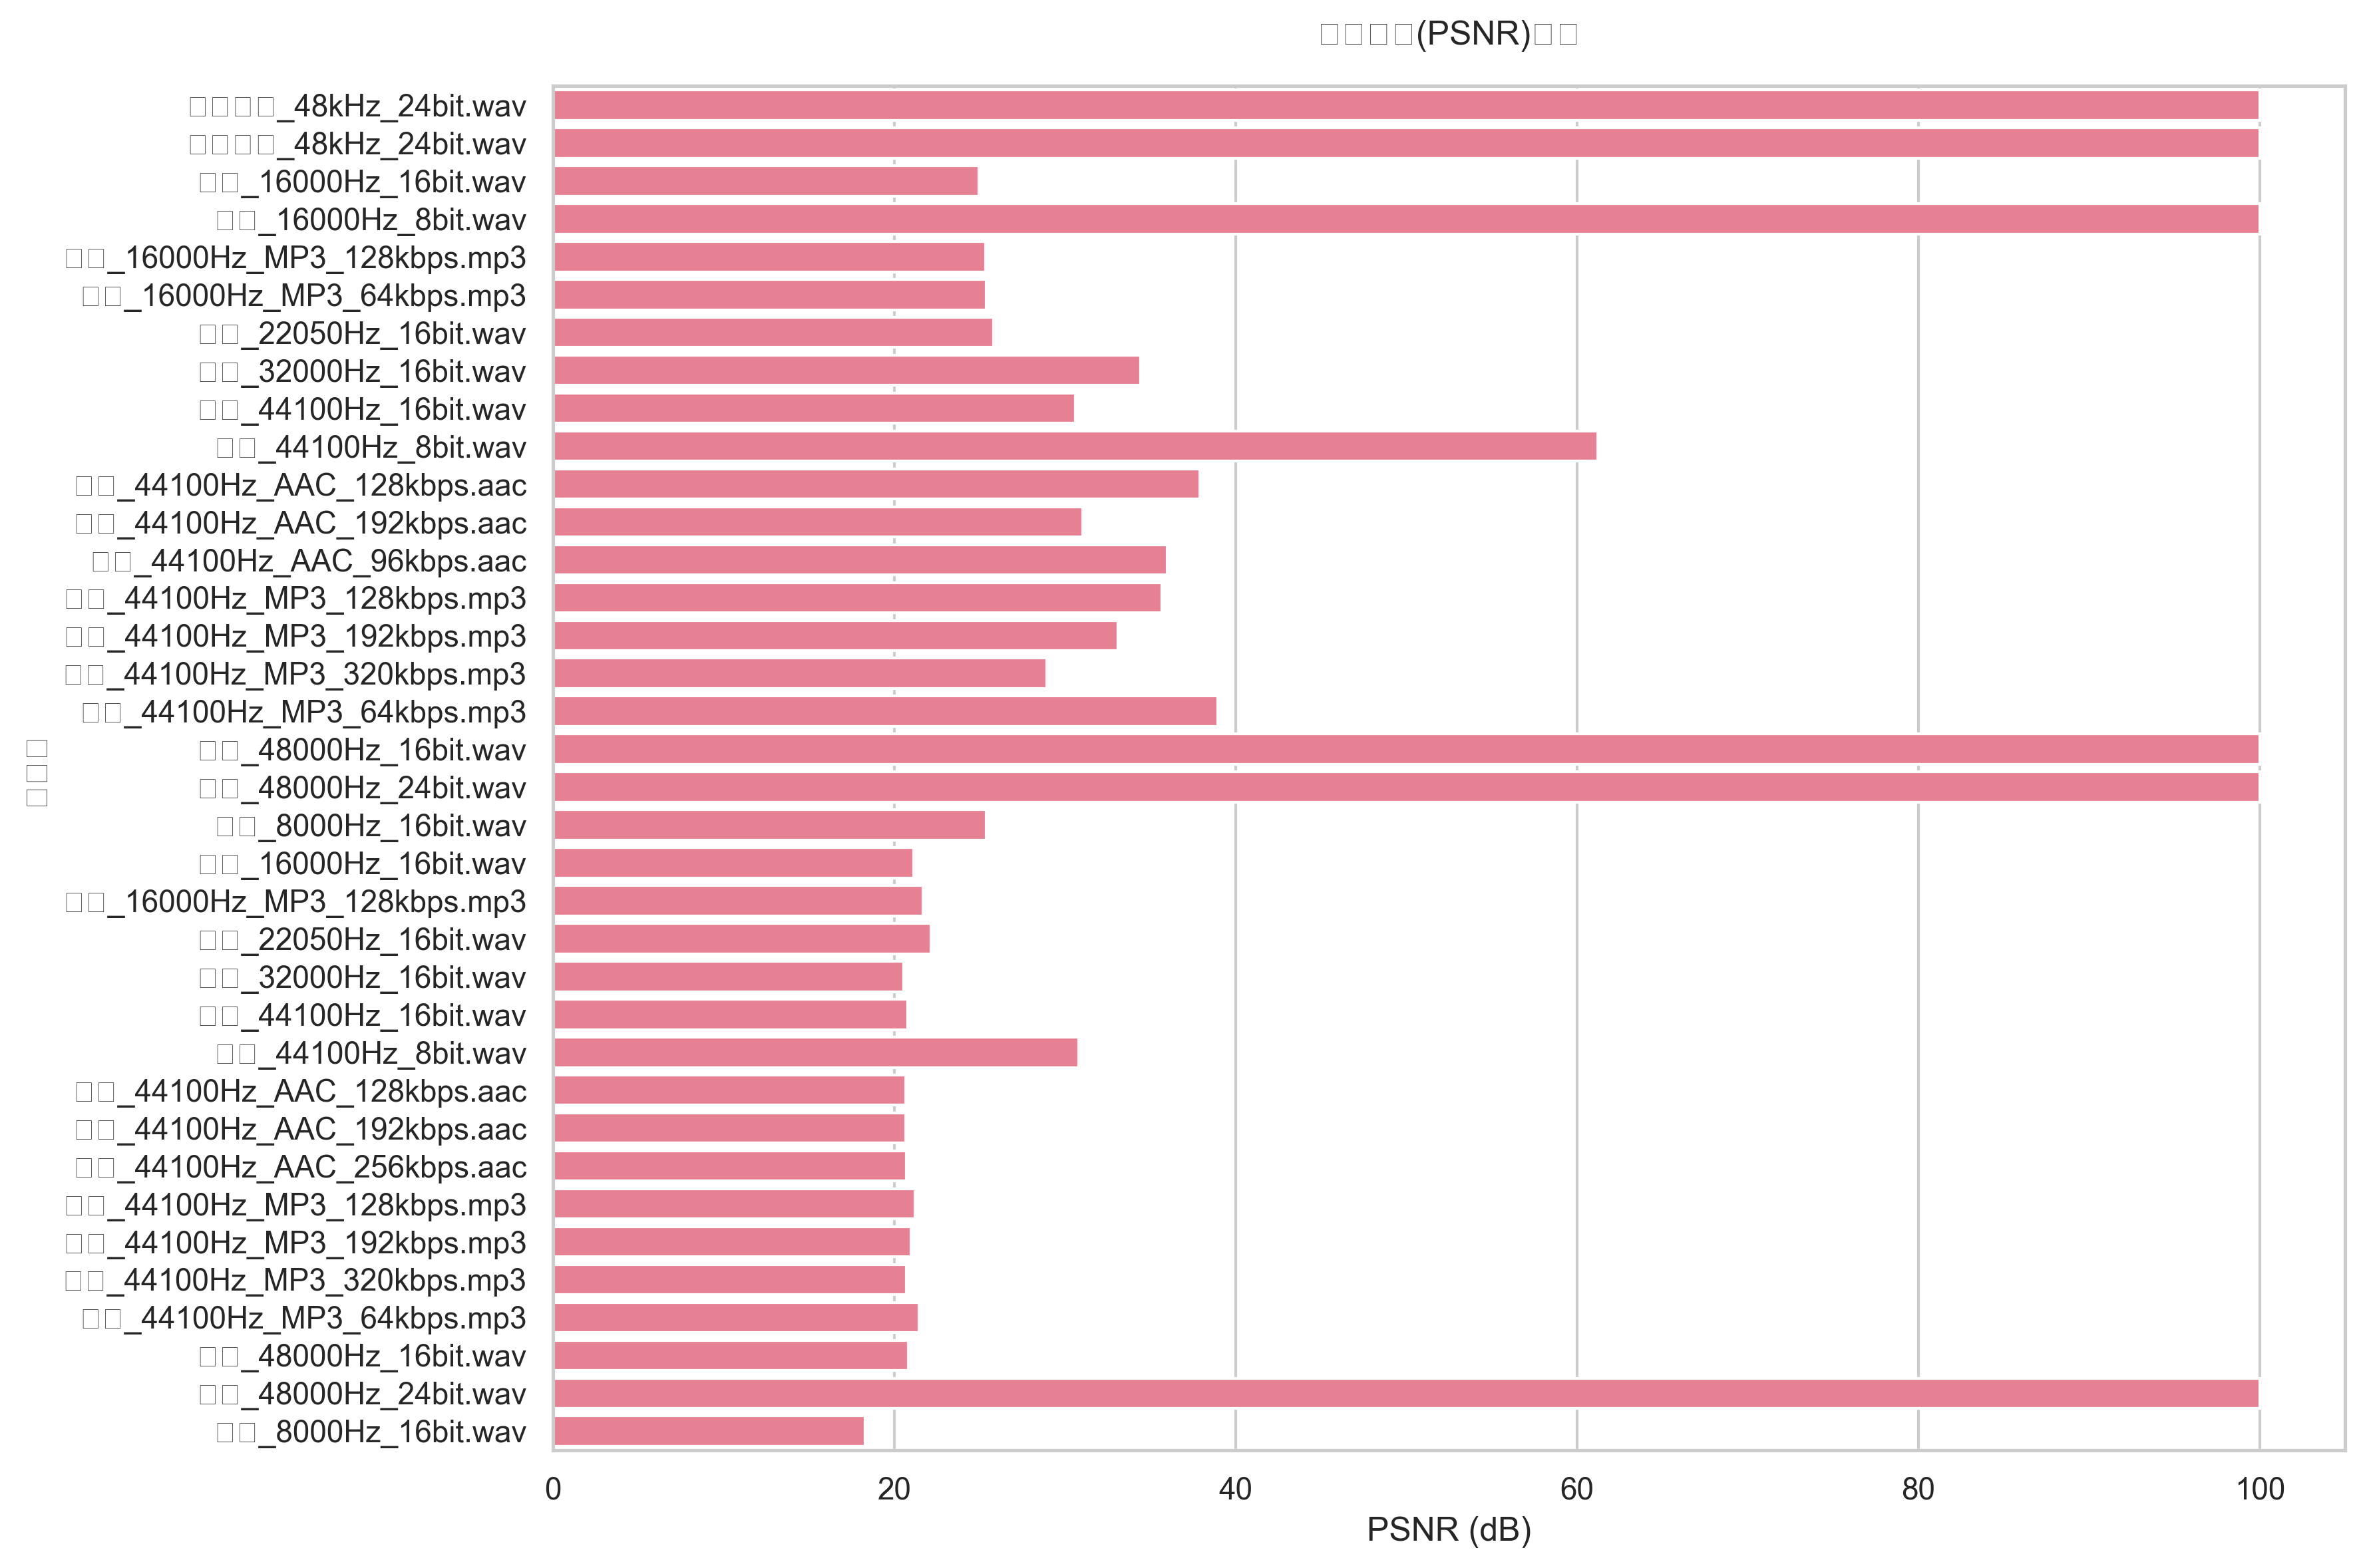 □□□□(PSNR)□□
□□□□_48kHz_24bit.wav
□□□□_48kHz_24bit.wav
□□_16000Hz_16bit.wav
□□_16000Hz_8bit.wav
□□_16000Hz_MP3_128kbps.mp3
□□_16000Hz_MP3_64kbps.mp3
□□_22050Hz_16bit.wav
□□_32000Hz_16bit.wav
□□_44100Hz_16bit.wav
□□_44100Hz_8bit.wav
□□_44100Hz_AAC_128kbps.aac
□□_44100Hz_AAC_192kbps.aac
□□_44100Hz_AAC_96kbps.aac
□□_44100Hz_MP3_128kbps.mp3
□□_44100Hz_MP3_192kbps.mp3
□□_44100Hz_MP3_320kbps.mp3
□□_44100Hz_MP3_64kbps.mp3
□□_48000Hz_16bit.wav
□□_48000Hz_24bit.wav
□□_8000Hz_16bit.wav
□□_16000Hz_16bit.wav
□□_16000Hz_MP3_128kbps.mp3
□□_22050Hz_16bit.wav
□□_32000Hz_16bit.wav
□□_44100Hz_16bit.wav
□□_44100Hz_8bit.wav
□□_44100Hz_AAC_128kbps.aac
□□_44100Hz_AAC_192kbps.aac
□□_44100Hz_AAC_256kbps.aac
□□_44100Hz_MP3_128kbps.mp3
□□_44100Hz_MP3_192kbps.mp3
□□_44100Hz_MP3_320kbps.mp3
□□_44100Hz_MP3_64kbps.mp3
□□_48000Hz_16bit.wav
□□_48000Hz_24bit.wav
□□_8000Hz_16bit.wav
□□□
0 20 40 60 80 100
PSNR (dB)